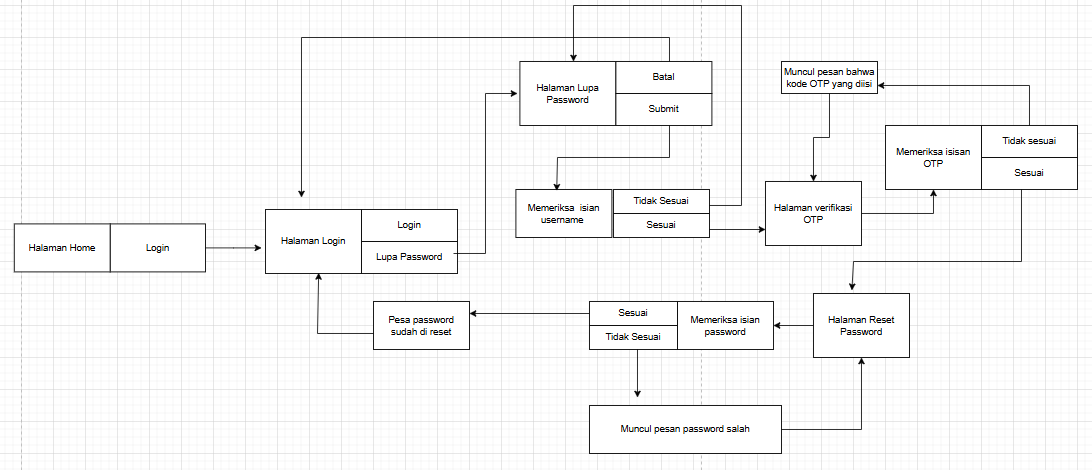 Halaman Lupa
Password
Batal
Submit
Muncul pesan bahwa
kode OTP yang diisi
Memeriksa isisan
OTP
Tidak sesuai
Sesuai
Memeriksa isian
username
Tidak Sesuai
Sesuai
Halaman verifikasi
OTP
Halaman Home
Login
Halaman Login
Login
Lupa Password
Pesa password
sudah di reset
Sesuai
Tidak Sesuai
Memeriksa isian
password
Halaman Reset
Password
Muncul pesan password salah